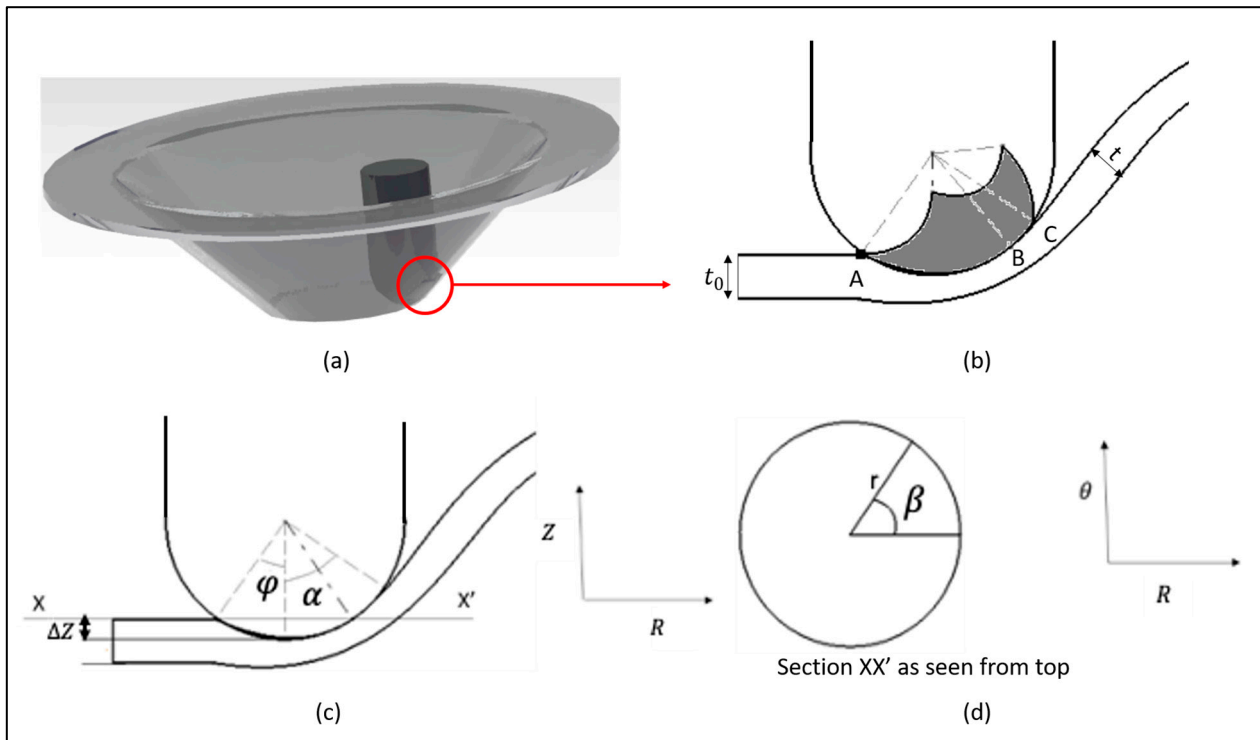 t₀
A
B
C
t
(a)
(b)
X
φ
α
X'
ΔZ
Z
R
r
β
θ
R
Section XX' as seen from top
(c)
(d)